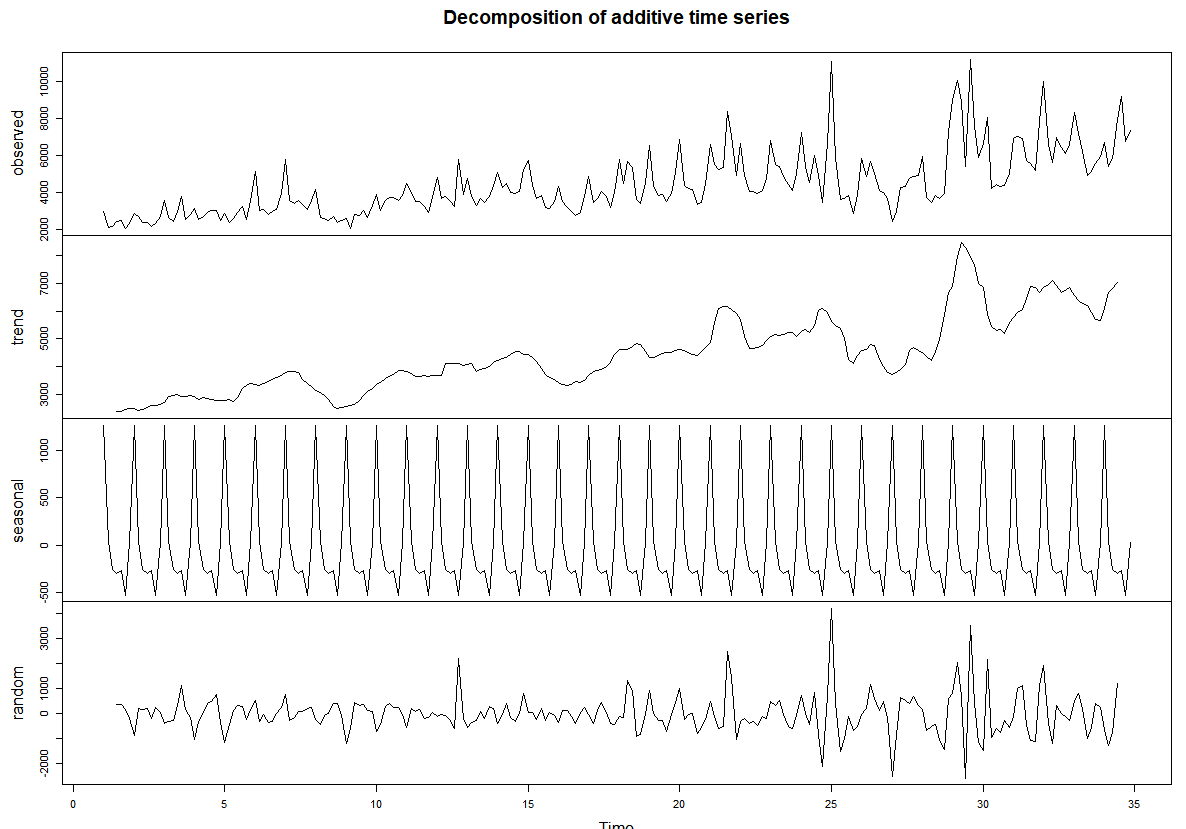 Decomposition of additive time series
observed
2000 4000 6000 8000 10000
trend
3000 5000 7000
seasonal
-500 0 500 1000
random
-2000 0 1000 3000
0 5 10 15 20 25 30 35
Time